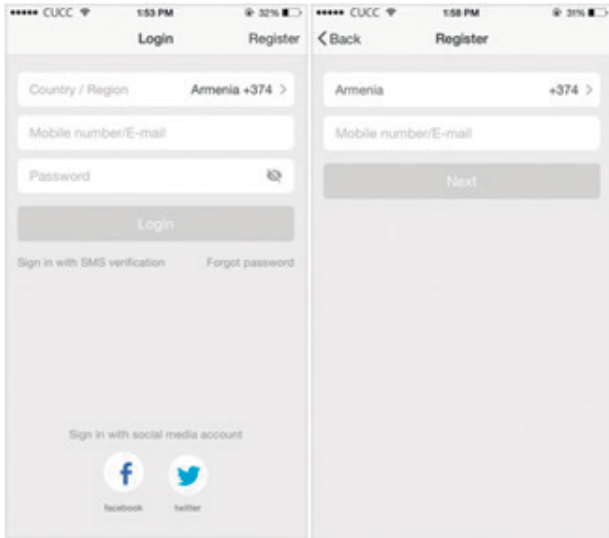 CUCC 1:53 PM 32%
Login Register
Country / Region Armenia +374 >
Mobile number/E-mail
Password
Login
Sign in with SMS verification Forgot password
Sign in with social media account
facebook twitter
CUCC 1:58 PM 31%
< Back Register
Armenia +374 >
Mobile number/E-mail
Next